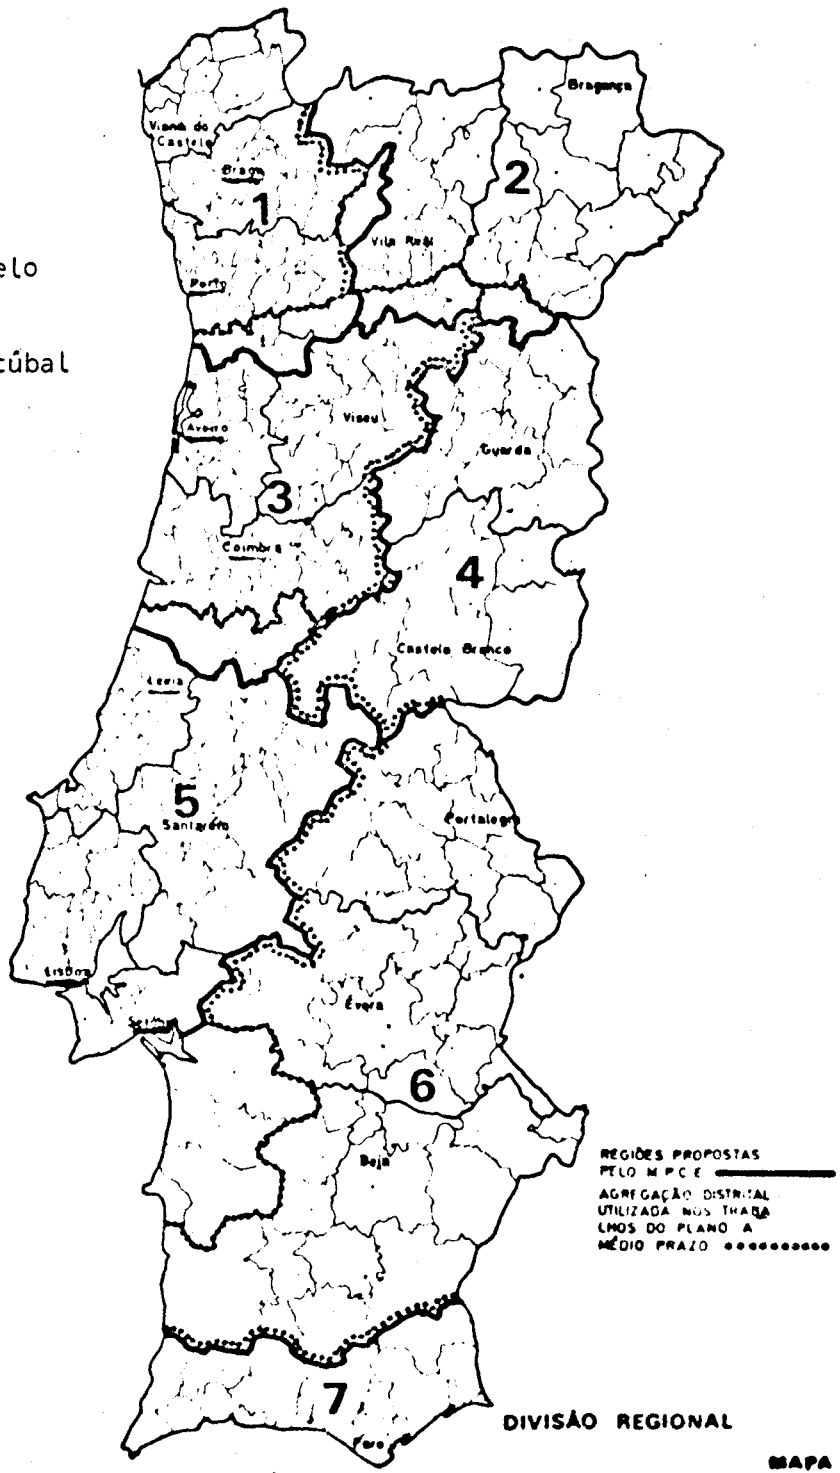 Bragança
Viana do
Castelo
Braga
2
1
Vila Real
elo
Porto
cúbal
Aveiro
Viseu
Guarda
3
Coimbra
4
Castelo Branco
Leiria
5
Santarém
Portalegre
Lisboa
Setúbal
Évora
6
Beja
REGIÕES PROPOSTAS
PELO M P C E
AGREGAÇÃO DISTRITAL
UTILIZADA NOS TRABA
LHOS DO PLANO A
MÉDIO PRAZO
7
Faro
DIVISÃO REGIONAL
MAPA